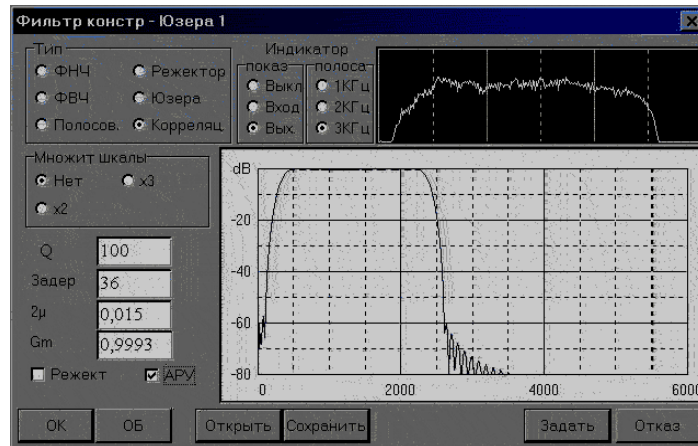 Фильтр констр - Юзера 1
Тип
ФНЧ Режектор
ФВЧ Юзера
Полосов. Корреляц.
Индикатор
показ полоса
Выкл 1КГц
Вход 2КГц
Вых. 3КГц
Множит шкалы
Нет x3
x2
Q 100
Задер 36
2μ 0,015
Gm 0,9993
Режект АРУ
dB
-20
-40
-60
-80
0 2000 4000 6000
ОК ОБ Открыть Сохранить Задать Отказ